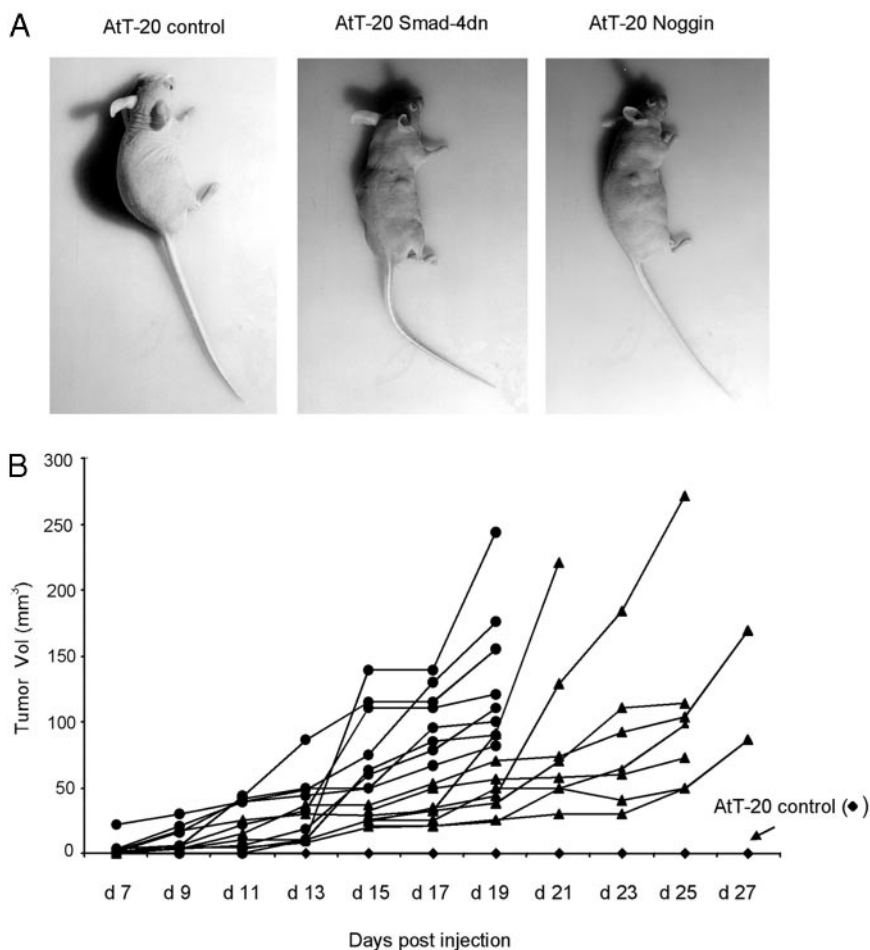 A
AtT-20 control
AtT-20 Smad-4dn
AtT-20 Noggin
B
300
250
200
150
100
50
0
Tumor Vol (mm³)
AtT-20 control (♦)
d 7
d 9
d 11
d 13
d 15
d 17
d 19
d 21
d 23
d 25
d 27
Days post injection